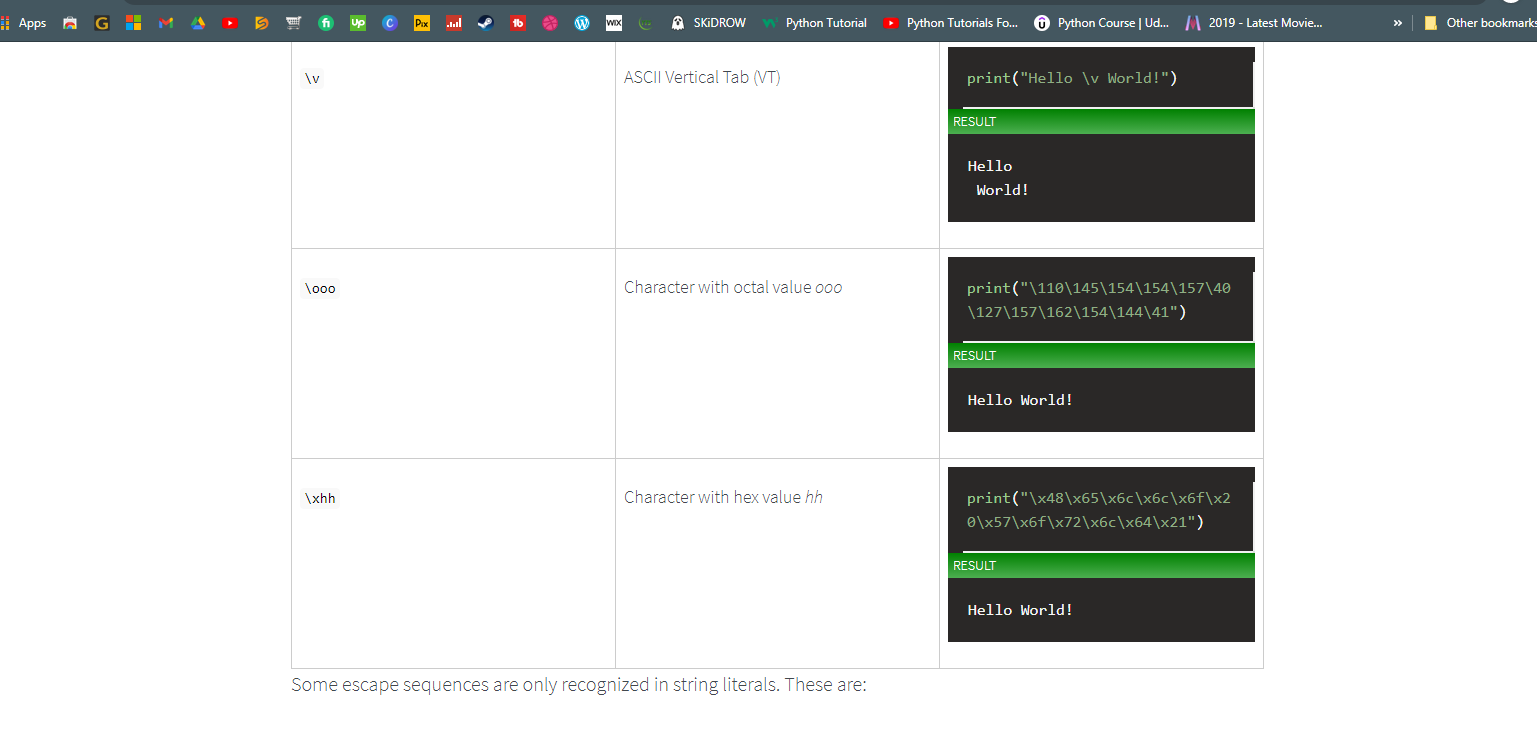 Apps G fi Up C Pix tb WIX SKiDROW Python Tutorial Python Tutorials Fo... Python Course | Ud... 2019 - Latest Movie... » Other bookmarks
\v ASCII Vertical Tab (VT) print("Hello \v World!")
RESULT
Hello
World!
\ooo Character with octal value ooo print("\110\145\154\154\157\40
\127\157\162\154\144\41")
RESULT
Hello World!
\xhh Character with hex value hh print("\x48\x65\x6c\x6c\x6f\x2
0\x57\x6f\x72\x6c\x64\x21")
RESULT
Hello World!
Some escape sequences are only recognized in string literals. These are: